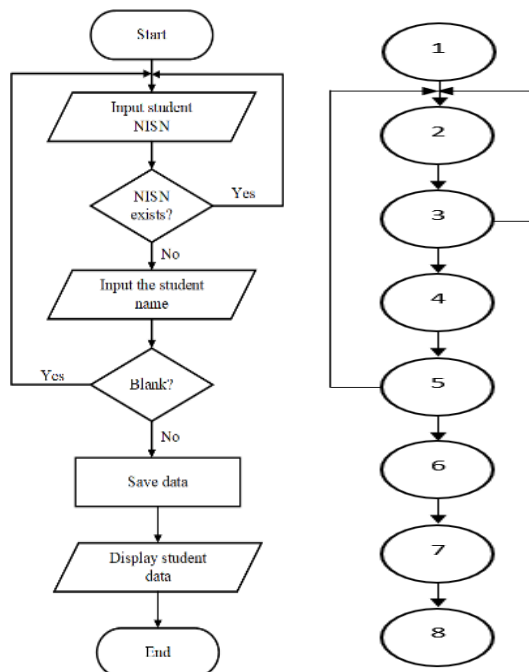 Start
Input student
NISN
NISN
exists?
Yes
No
Input the student
name
Yes
Blank?
No
Save data
Display student
data
End
1
2
3
4
5
6
7
8